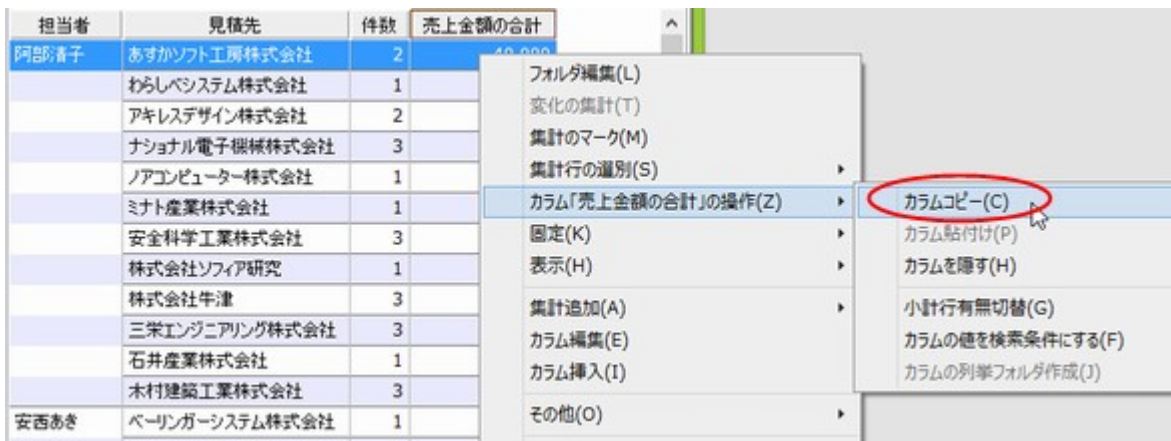 担当者 見積先 件数 売上金額の合計
阿部清子 あすかソフト工房株式会社 2
わらしべシステム株式会社 1
アキレスデザイン株式会社 2
ナショナル電子機械株式会社 3
ノアコンピューター株式会社 1
ミナト産業株式会社 1
安全科学工業株式会社 3
株式会社ソフィア研究 1
株式会社牛津 3
三栄エンジニアリング株式会社 3
石井産業株式会社 1
木村建築工業株式会社 3
安西あき ベーリンガーシステム株式会社 1
フォルダ編集(L)
変化の集計(T)
集計のマーク(M)
集計行の選別(S)
カラム「売上金額の合計」の操作(Z)
固定(K)
表示(H)
集計追加(A)
カラム編集(E)
カラム挿入(I)
その他(O)
カラムコピー(C)
カラム貼付け(P)
カラムを隠す(H)
小計行有無切替(G)
カラムの値を検索条件にする(F)
カラムの列挙フォルダ作成(J)